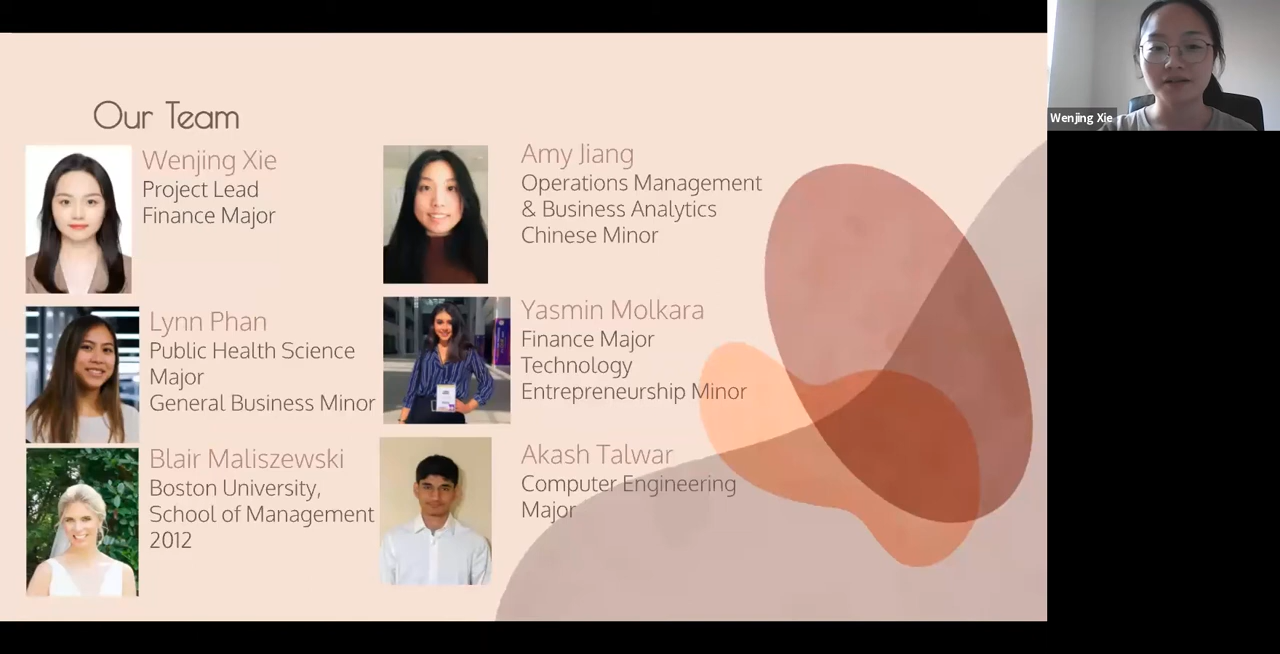 Our Team
Wenjing Xie
Project Lead
Finance Major
Amy Jiang
Operations Management
& Business Analytics
Chinese Minor
Lynn Phan
Public Health Science
Major
General Business Minor
Yasmin Molkara
Finance Major
Technology
Entrepreneurship Minor
Blair Maliszewski
Boston University,
School of Management
2012
Akash Talwar
Computer Engineering
Major
Wenjing Xie